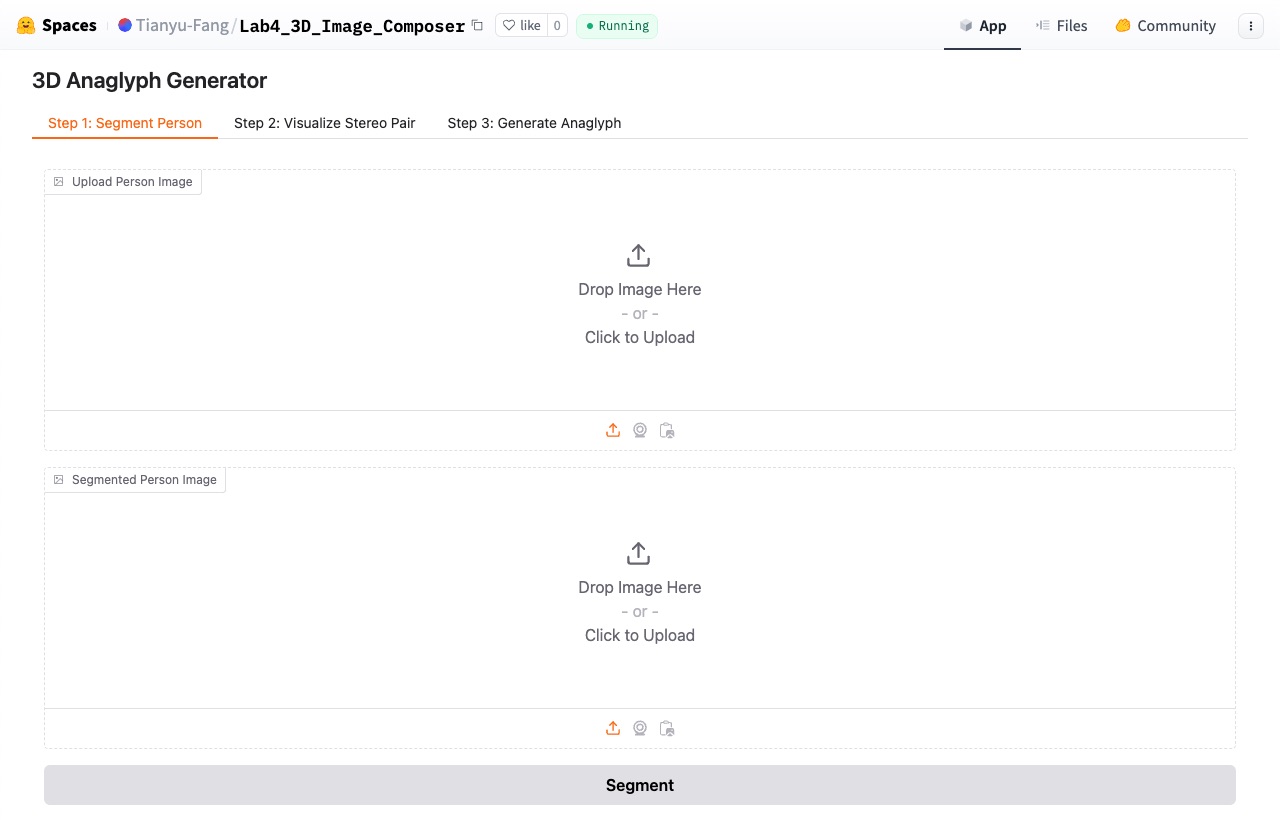 Spaces
Tianyu-Fang/Lab4_3D_Image_Composer
like 0
Running
App
Files
Community
3D Anaglyph Generator
Step 1: Segment Person
Step 2: Visualize Stereo Pair
Step 3: Generate Anaglyph
Upload Person Image
Drop Image Here
- or -
Click to Upload
Segmented Person Image
Drop Image Here
- or -
Click to Upload
Segment